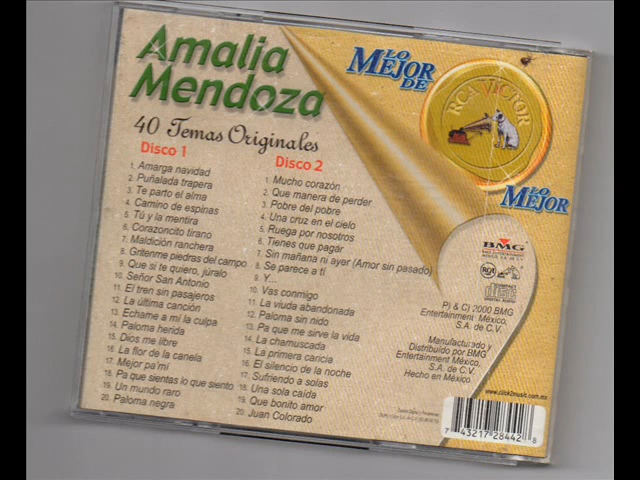 Amalia
Mendoza
40 Temas Originales
LO
MEJOR
DE
RCA VICTOR
LO
MEJOR
Disco 1
1. Amarga navidad
2. Puñalada trapera
3. Te parto el alma
4. Camino de espinas
5. Tú y la mentira
6. Corazoncito tirano
7. Maldición ranchera
8. Grítenme piedras del campo
9. Que si te quiero, júralo
10. Señor San Antonio
11. El tren sin pasajeros
12. La última canción
13. Echame a mi la culpa
14. Paloma herida
15. Dios me libre
16. La flor de la canela
17. Mejor pa'mi
18. Pa que sientas lo que siento
19. Un mundo raro
20. Paloma negra
Disco 2
1. Mucho corazón
2. Que manera de perder
3. Pobre del pobre
4. Una cruz en el cielo
5. Ruega por nosotros
6. Tienes que pagar
7. Sin mañana ni ayer (Amor sin pasado)
8. Se parece a tí
9. Y...
10. Vas conmigo
11. La viuda abandonada
12. Paloma sin nido
13. Pa que me sirve la vida
14. La chamuscada
15. La primera caricia
16. El silencio de la noche
17. Sufriendo a solas
18. Una sola caída
19. Que bonito amor
20. Juan Colorado
BMG
RCA
P) & C) 2000 BMG
Entertainment México,
S.A. de C.V.
Manufacturado y
Distribuido por BMG
Entertainment México,
S.A. de C.V.
Hecho en México
www.click2music.com.mx
7 43217 28442 8